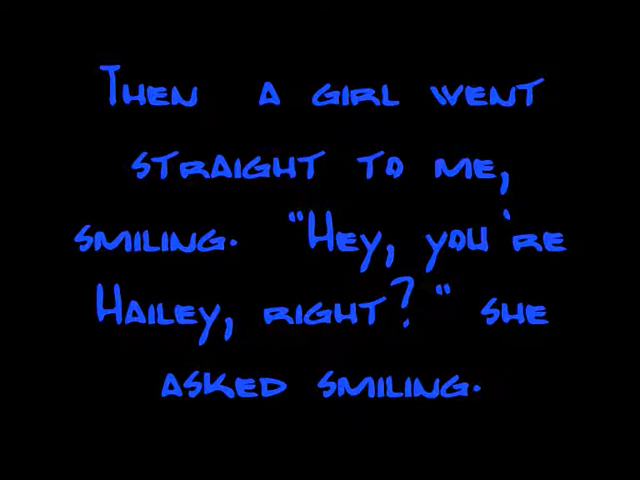 Then a girl went
straight to me,
smiling. "Hey, you're
Hailey, right?" she
asked smiling.